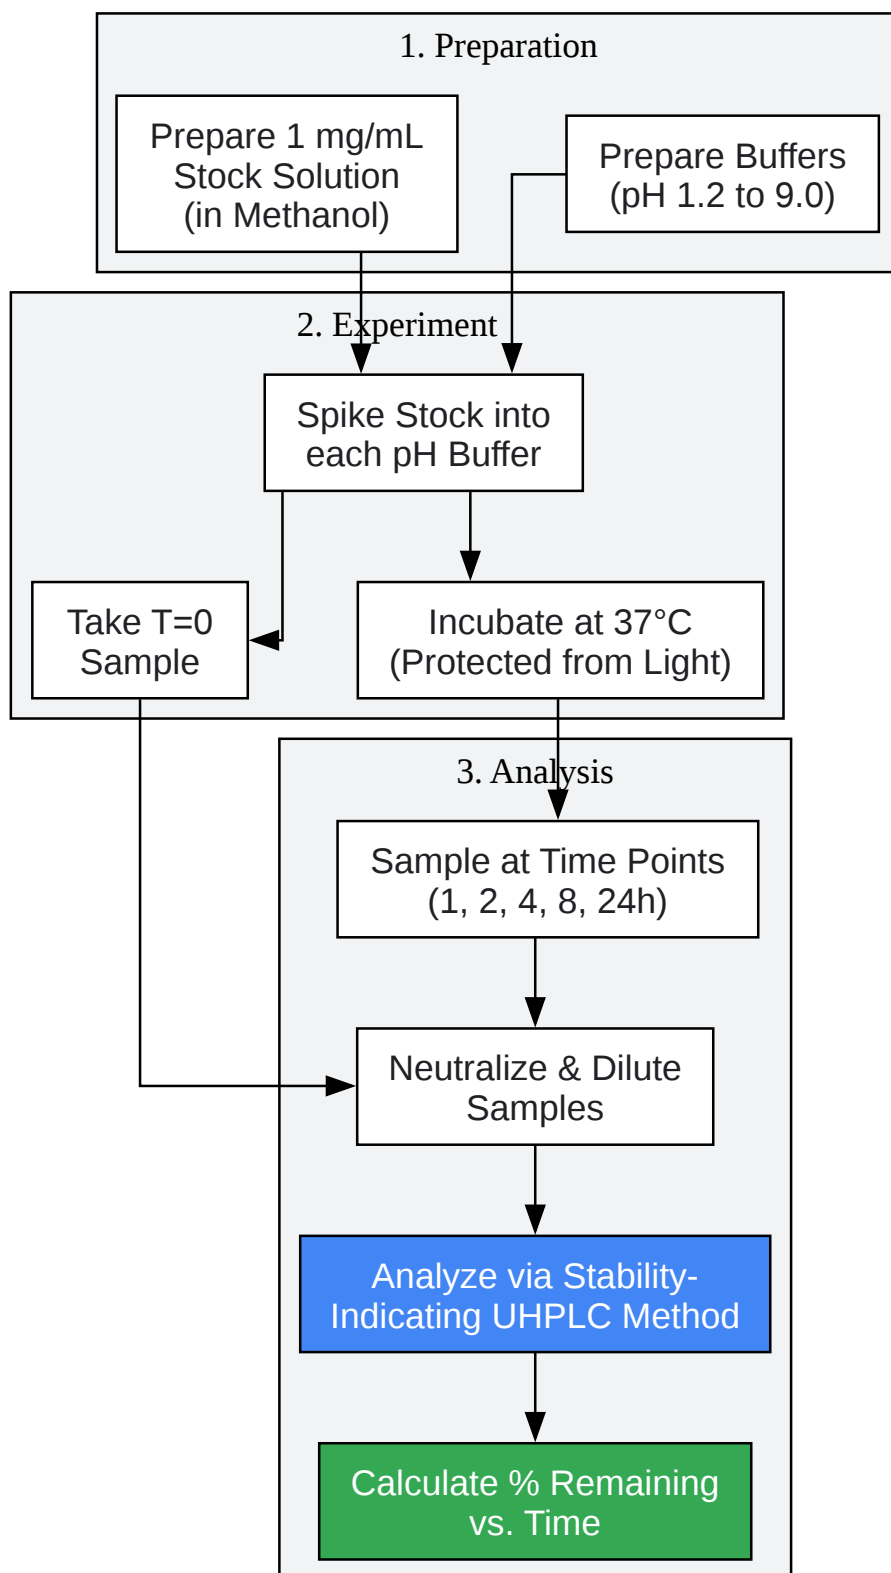 1. Preparation
Prepare 1 mg/mL
Stock Solution
(in Methanol)
Prepare Buffers
(pH 1.2 to 9.0)
2. Experiment
Spike Stock into
each pH Buffer
Take T=0
Sample
Incubate at 37°C
(Protected from Light)
3. Analysis
Sample at Time Points
(1, 2, 4, 8, 24h)
Neutralize & Dilute
Samples
Analyze via Stability-
Indicating UHPLC Method
Calculate % Remaining
vs. Time